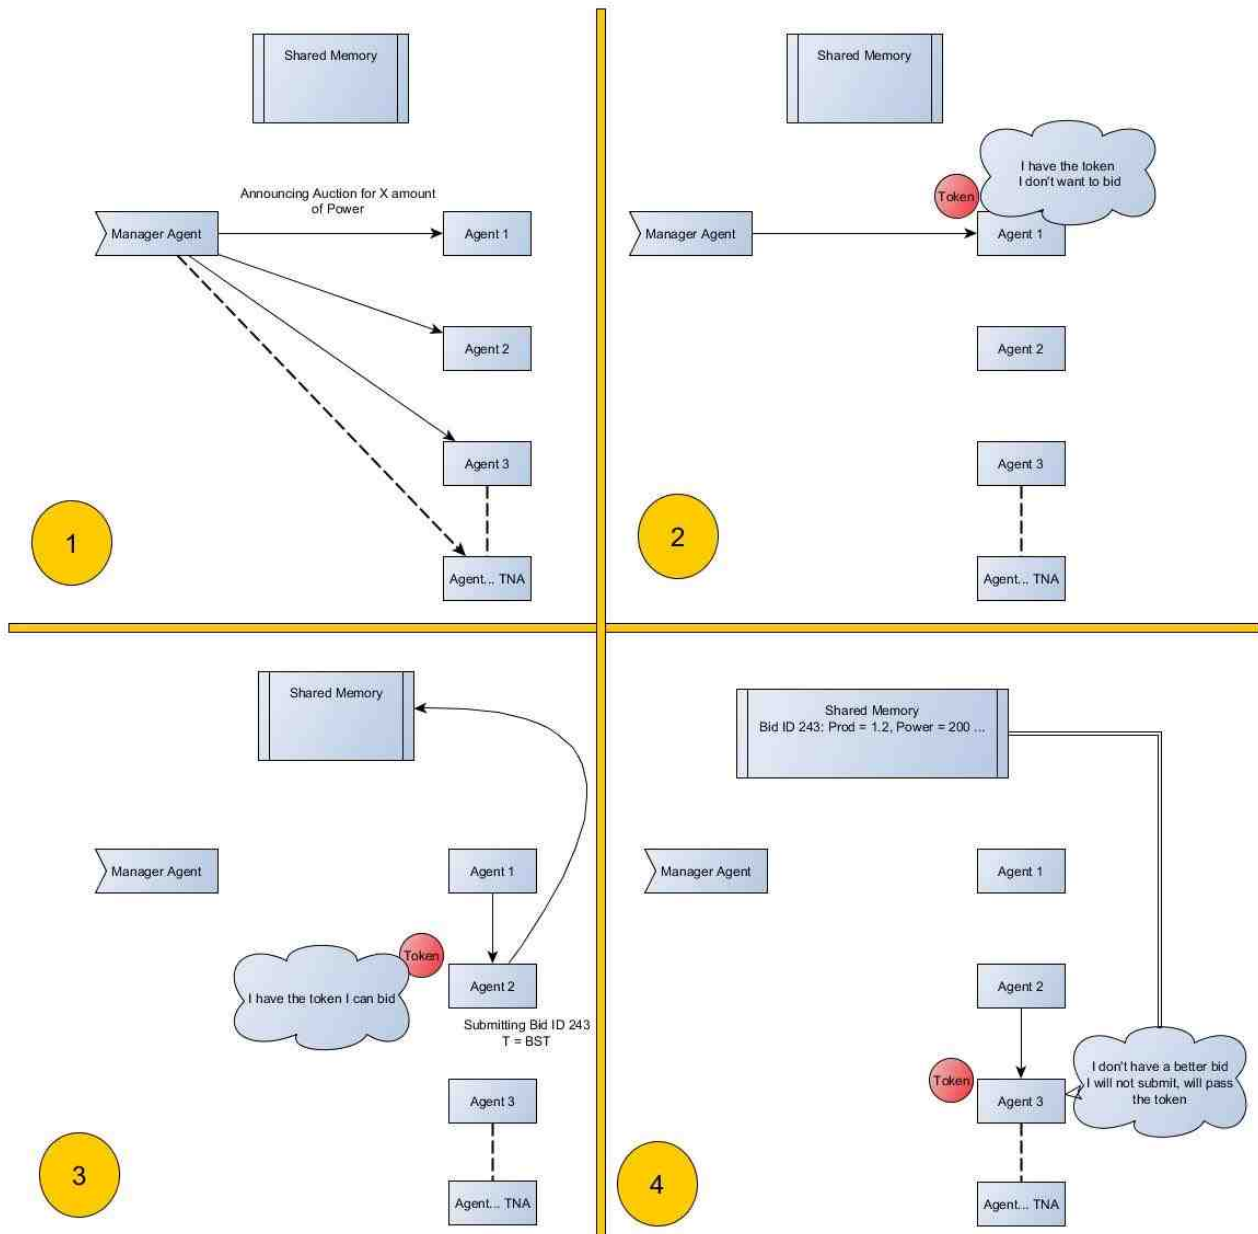 Shared Memory
Announcing Auction for X amount
of Power
Manager Agent
Agent 1
Agent 2
Agent 3
Agent... TNA
1
Shared Memory
I have the token
I don't want to bid
Token
Manager Agent
Agent 1
Agent 2
Agent 3
Agent... TNA
2
Shared Memory
Manager Agent
Agent 1
Token
I have the token I can bid
Agent 2
Submitting Bid ID 243
T = BST
Agent 3
Agent... TNA
3
Shared Memory
Bid ID 243: Prod = 1.2, Power = 200 ...
Manager Agent
Agent 1
Agent 2
Token
Agent 3
I don't have a better bid
I will not submit, will pass
the token
Agent... TNA
4